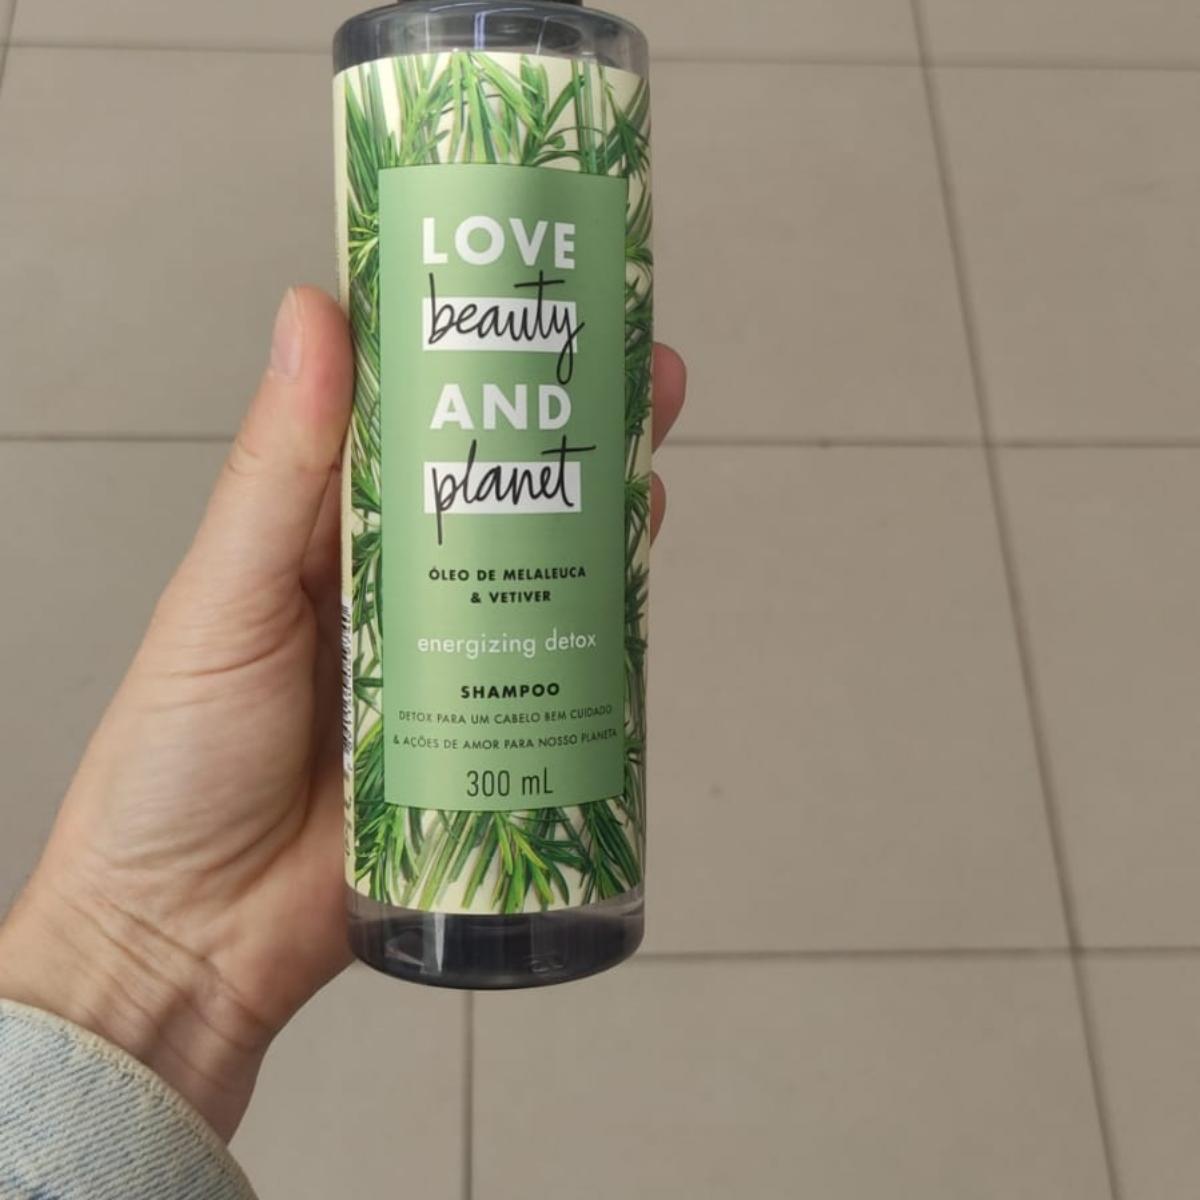 LOVE
beauty
AND
planet
ÓLEO DE MELALEUCA
& VETIVER
energizing detox
SHAMPOO
DETOX PARA UM CABELO BEM CUIDADO
& AÇÕES DE AMOR PARA NOSSO PLANETA
300 mL